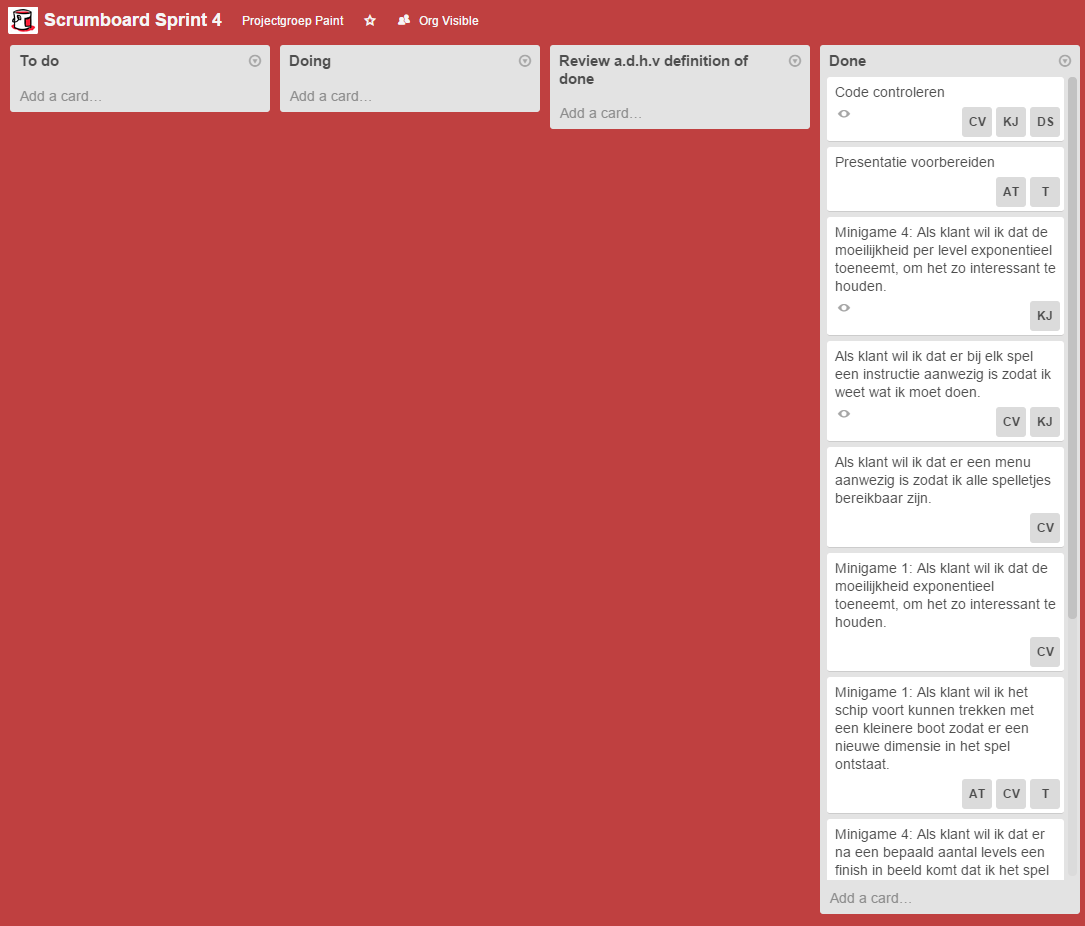 Scrumboard Sprint 4 Projectgroep Paint Org Visible
To do
Add a card…
Doing
Add a card…
Review a.d.h.v definition of
done
Add a card…
Done
Code controleren
CV KJ DS
Presentatie voorbereiden
AT T
Minigame 4: Als klant wil ik dat de
moeilijkheid per level exponentieel
toeneemt, om het zo interessant te
houden.
KJ
Als klant wil ik dat er bij elk spel
een instructie aanwezig is zodat ik
weet wat ik moet doen.
CV KJ
Als klant wil ik dat er een menu
aanwezig is zodat ik alle spelletjes
bereikbaar zijn.
CV
Minigame 1: Als klant wil ik dat de
moeilijkheid exponentieel
toeneemt, om het zo interessant te
houden.
CV
Minigame 1: Als klant wil ik het
schip voort kunnen trekken met
een kleinere boot zodat er een
nieuwe dimensie in het spel
ontstaat.
AT CV T
Minigame 4: Als klant wil ik dat er
na een bepaald aantal levels een
finish in beeld komt dat ik het spel
Add a card…